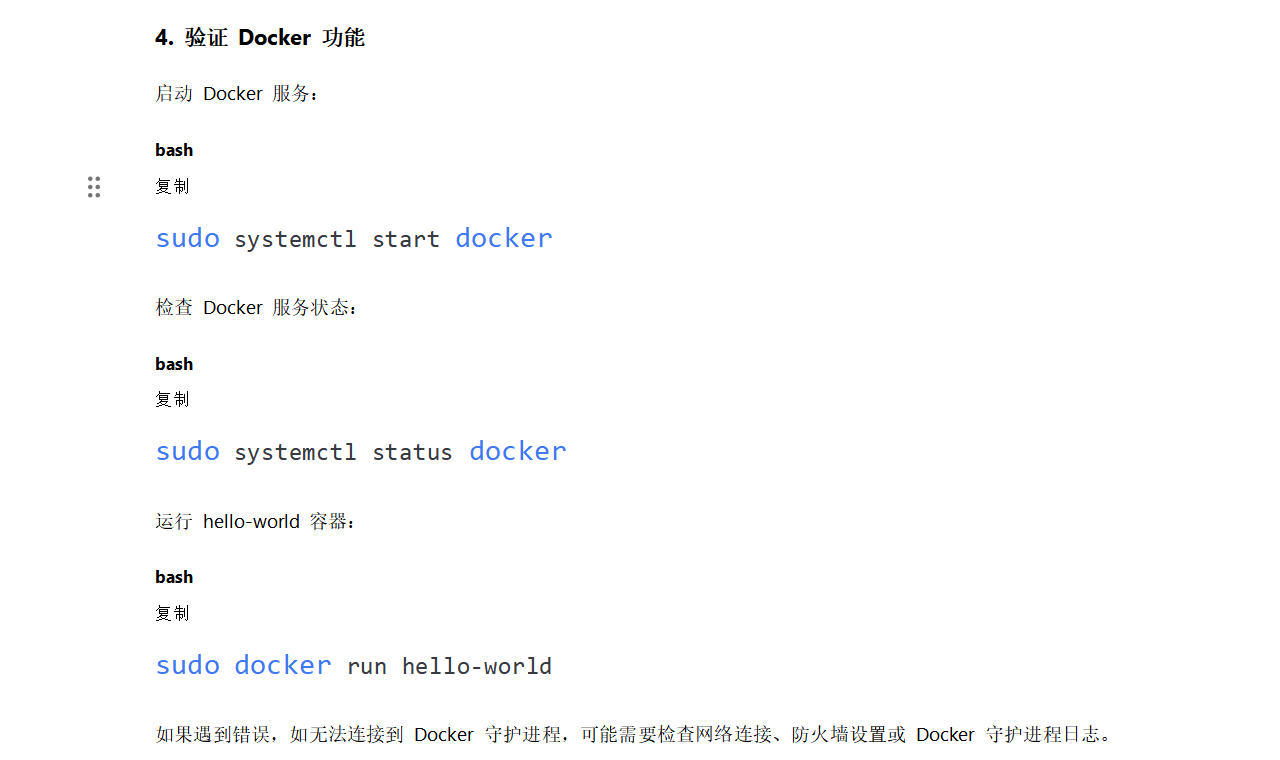 4. 验证 Docker 功能
启动 Docker 服务：
bash
复制
sudo systemctl start docker
检查 Docker 服务状态：
bash
复制
sudo systemctl status docker
运行 hello-world 容器：
bash
复制
sudo docker run hello-world
如果遇到错误，如无法连接到 Docker 守护进程，可能需要检查网络连接、防火墙设置或 Docker 守护进程日志。